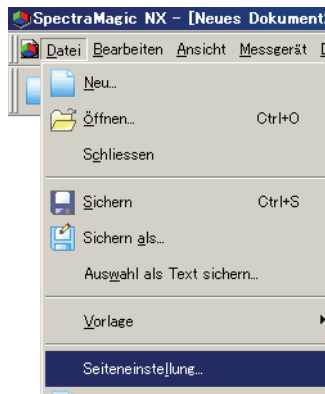 SpectraMagic NX - [Neues Dokument
Datei Bearbeiten Ansicht Messgerät
Neu...
Öffnen... Ctrl+O
Schliessen
Sichern Ctrl+S
Sichern als...
Auswahl als Text sichern...
Vorlage
Seiteneinstellung...